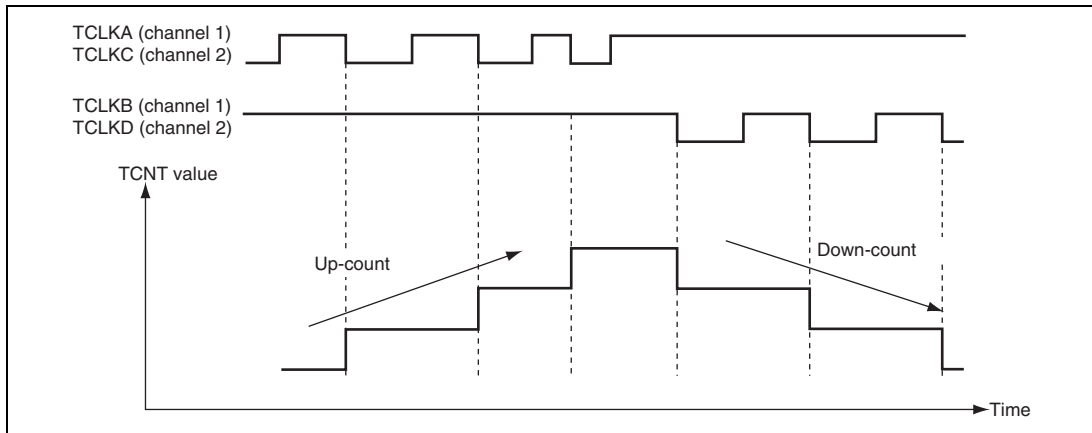 TCLKA (channel 1)
TCLKC (channel 2)
TCLKB (channel 1)
TCLKD (channel 2)
TCNT value
Up-count
Down-count
Time